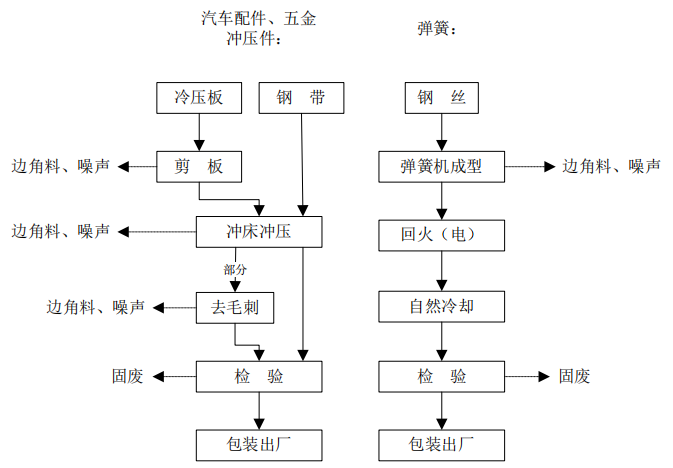 汽车配件、五金
冲压件：
弹簧：
冷压板
钢 带
钢 丝
边角料、噪声
剪 板
弹簧机成型
边角料、噪声
边角料、噪声
冲床冲压
回火（电）
部分
边角料、噪声
去毛刺
自然冷却
固废
检 验
检 验
固废
包装出厂
包装出厂